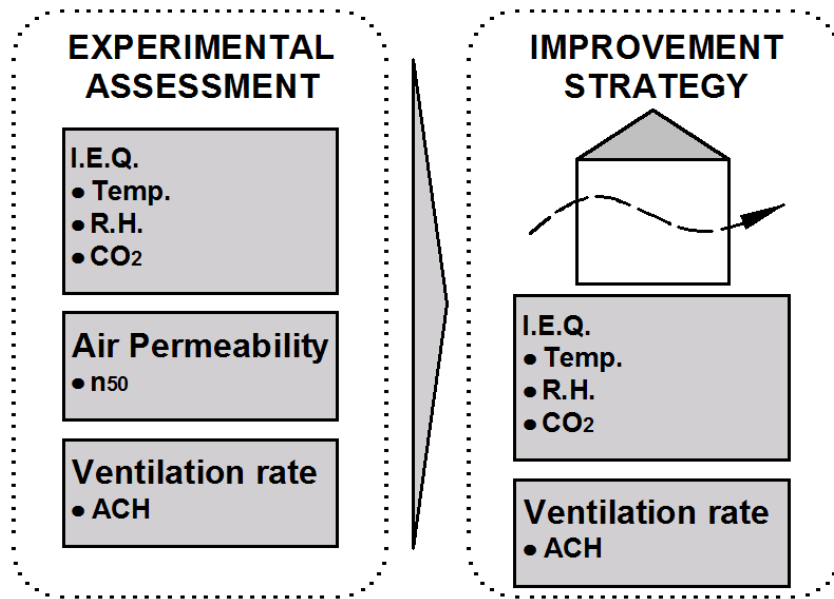 EXPERIMENTAL
ASSESSMENT
I.E.Q.
● Temp.
● R.H.
● CO2
Air Permeability
● n50
Ventilation rate
● ACH
IMPROVEMENT
STRATEGY
I.E.Q.
● Temp.
● R.H.
● CO2
Ventilation rate
● ACH